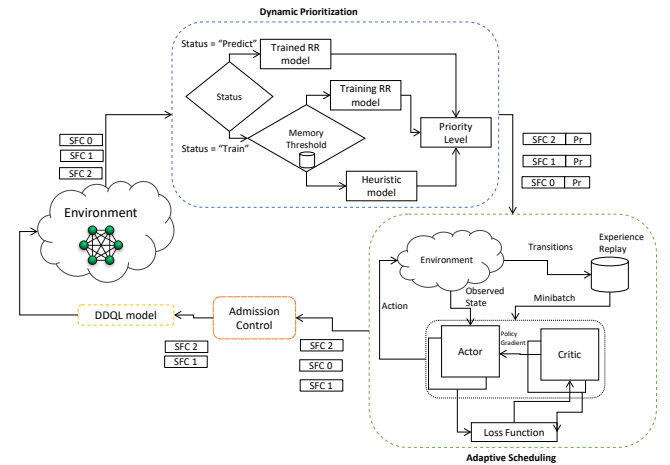 Dynamic Prioritization
Status = "Predict"
Trained RR
model
Status
Training RR
model
Status = "Train"
Memory
Threshold
Priority
Level
Heuristic
model
SFC 0
SFC 1
SFC 2
SFC 2 Pr
SFC 1 Pr
SFC 0 Pr
Environment
Environment
Transitions
Experience
Replay
Observed
State
Action
Minibatch
DDQL model
Admission
Control
SFC 2
SFC 1
SFC 2
SFC 0
SFC 1
Actor
Policy
Gradient
Critic
Loss Function
Adaptive Scheduling